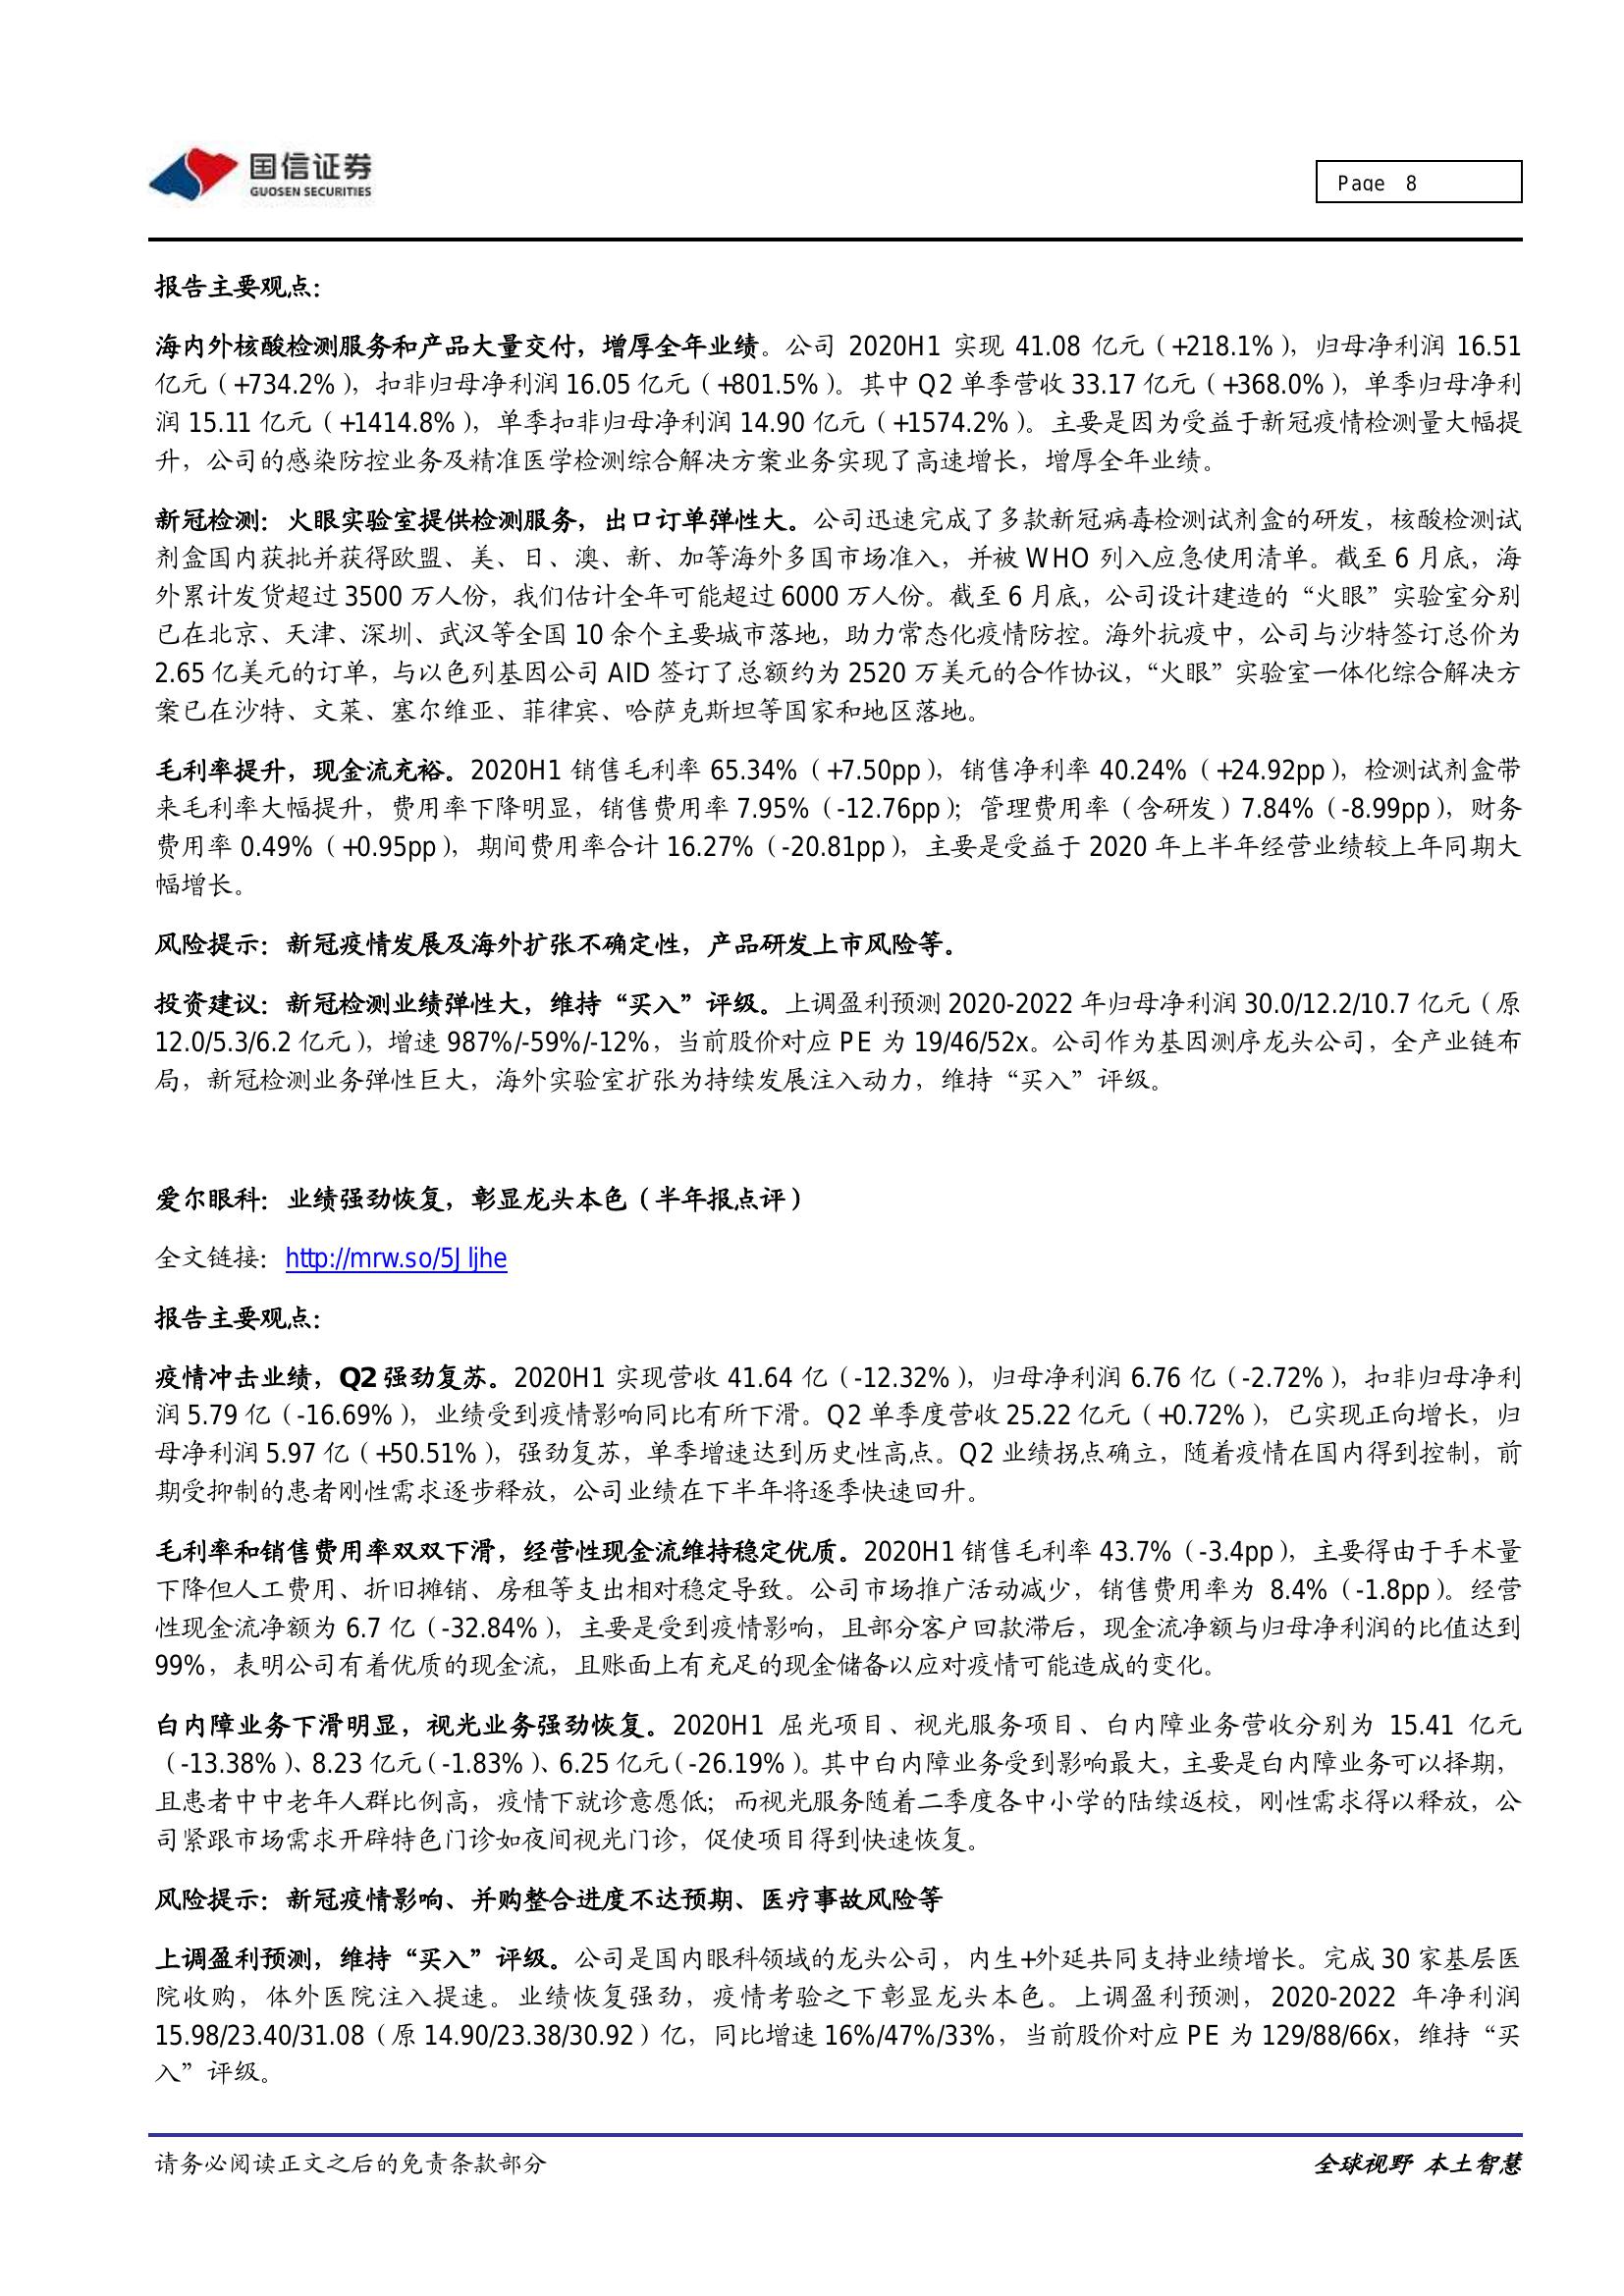 国信证券
GUOSEN SECURITIES
Page 8
报告主要观点：
海内外核酸检测服务和产品大量交付，增厚全年业绩。公司 2020H1 实现 41.08 亿元（+218.1%），归母净利润 16.51
亿元（+734.2%），扣非归母净利润 16.05 亿元（+801.5%）。其中 Q2 单季营收 33.17 亿元（+368.0%），单季归母净利
润 15.11 亿元（+1414.8%），单季扣非归母净利润 14.90 亿元（+1574.2%）。主要是因为受益于新冠疫情检测量大幅提
升，公司的感染防控业务及精准医学检测综合解决方案业务实现了高速增长，增厚全年业绩。
新冠检测：火眼实验室提供检测服务，出口订单弹性大。公司迅速完成了多款新冠病毒检测试剂盒的研发，核酸检测试
剂盒国内获批并获得欧盟、美、日、澳、新、加等海外多国市场准入，并被 WHO 列入应急使用清单。截至 6 月底，海
外累计发货超过 3500 万人份，我们估计全年可能超过 6000 万人份。截至 6 月底，公司设计建造的“火眼”实验室分别
已在北京、天津、深圳、武汉等全国 10 余个主要城市落地，助力常态化疫情防控。海外抗疫中，公司与沙特签订总价为
2.65 亿美元的订单，与以色列基因公司 AID 签订了总额约为 2520 万美元的合作协议，“火眼”实验室一体化综合解决方
案已在沙特、文莱、塞尔维亚、菲律宾、哈萨克斯坦等国家和地区落地。
毛利率提升，现金流充裕。2020H1 销售毛利率 65.34%（+7.50pp），销售净利率 40.24%（+24.92pp），检测试剂盒带
来毛利率大幅提升，费用率下降明显，销售费用率 7.95%（-12.76pp）；管理费用率（含研发）7.84%（-8.99pp），财务
费用率 0.49%（+0.95pp），期间费用率合计 16.27%（-20.81pp），主要是受益于 2020 年上半年经营业绩较上年同期大
幅增长。
风险提示：新冠疫情发展及海外扩张不确定性，产品研发上市风险等。
投资建议：新冠检测业绩弹性大，维持“买入”评级。上调盈利预测 2020-2022 年归母净利润 30.0/12.2/10.7 亿元（原
12.0/5.3/6.2 亿元），增速 987%/-59%/-12%，当前股价对应 PE 为 19/46/52x。公司作为基因测序龙头公司，全产业链布
局，新冠检测业务弹性巨大，海外实验室扩张为持续发展注入动力，维持“买入”评级。
爱尔眼科：业绩强劲恢复，彰显龙头本色（半年报点评）
全文链接：http://mrw.so/5Jljhe
报告主要观点：
疫情冲击业绩，Q2 强劲复苏。2020H1 实现营收 41.64 亿（-12.32%），归母净利润 6.76 亿（-2.72%），扣非归母净利
润 5.79 亿（-16.69%），业绩受到疫情影响同比有所下滑。Q2 单季度营收 25.22 亿元（+0.72%），已实现正向增长，归
母净利润 5.97 亿（+50.51%），强劲复苏，单季增速达到历史性高点。Q2 业绩拐点确立，随着疫情在国内得到控制，前
期受抑制的患者刚性需求逐步释放，公司业绩在下半年将逐季快速回升。
毛利率和销售费用率双双下滑，经营性现金流维持稳定优质。2020H1 销售毛利率 43.7%（-3.4pp），主要得由于手术量
下降但人工费用、折旧摊销、房租等支出相对稳定导致。公司市场推广活动减少，销售费用率为 8.4%（-1.8pp）。经营
性现金流净额为 6.7 亿（-32.84%），主要是受到疫情影响，且部分客户回款滞后，现金流净额与归母净利润的比值达到
99%，表明公司有着优质的现金流，且账面上有充足的现金储备以应对疫情可能造成的变化。
白内障业务下滑明显，视光业务强劲恢复。2020H1 屈光项目、视光服务项目、白内障业务营收分别为 15.41 亿元
（-13.38%）、8.23 亿元（-1.83%）、6.25 亿元（-26.19%）。其中白内障业务受到影响最大，主要是白内障业务可以择期，
且患者中中老年人群比例高，疫情下就诊意愿低；而视光服务随着二季度各中小学的陆续返校，刚性需求得以释放，公
司紧跟市场需求开辟特色门诊如夜间视光门诊，促使项目得到快速恢复。
风险提示：新冠疫情影响、并购整合进度不达预期、医疗事故风险等
上调盈利预测，维持“买入”评级。公司是国内眼科领域的龙头公司，内生+外延共同支持业绩增长。完成 30 家基层医
院收购，体外医院注入提速。业绩恢复强劲，疫情考验之下彰显龙头本色。上调盈利预测，2020-2022 年净利润
15.98/23.40/31.08（原 14.90/23.38/30.92）亿，同比增速 16%/47%/33%，当前股价对应 PE 为 129/88/66x，维持“买
入”评级。
请务必阅读正文之后的免责条款部分
全球视野 本土智慧